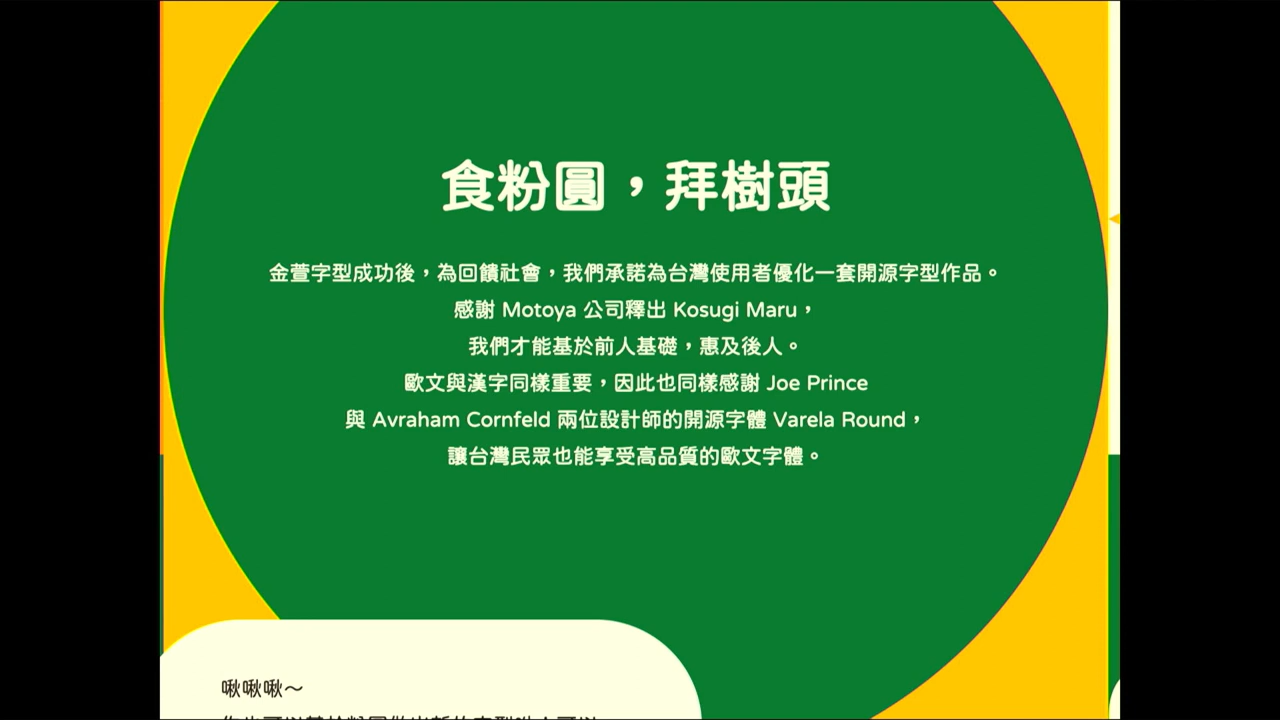 食粉圓，拜樹頭
金萱字型成功後，為回饋社會，我們承諾為台灣使用者優化一套開源字型作品。
感謝 Motoya 公司釋出 Kosugi Maru，
我們才能基於前人基礎，惠及後人。
歐文與漢字同樣重要，因此也同樣感謝 Joe Prince
與 Avraham Cornfeld 兩位設計師的開源字體 Varela Round，
讓台灣民眾也能享受高品質的歐文字體。
啾啾啾～